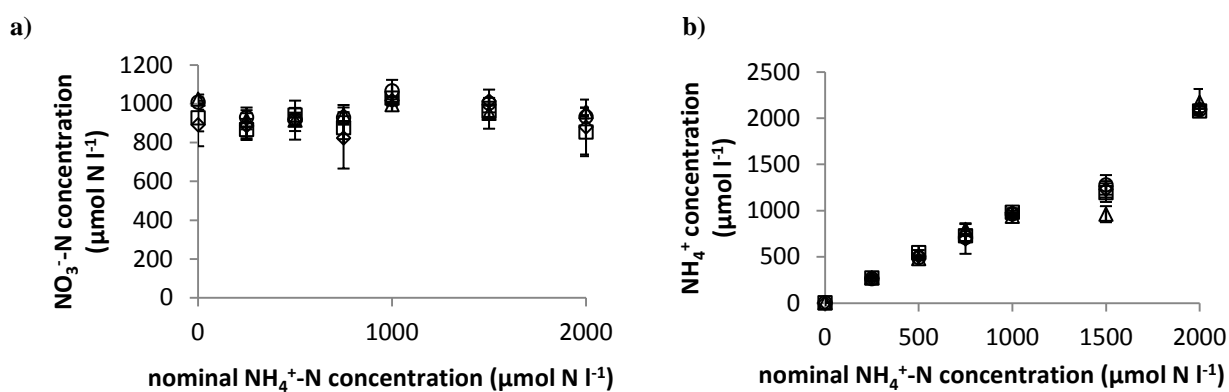 a)
NO₃⁻-N concentration
(µmol N l⁻¹)
1200
1000
800
600
400
200
0
0
1000
2000
nominal NH₄⁺-N concentration (µmol N l⁻¹)
b)
NH₄⁺ concentration
(µmol l⁻¹)
2500
2000
1500
1000
500
0
0
500
1000
1500
2000
nominal NH₄⁺-N concentration (µmol N l⁻¹)